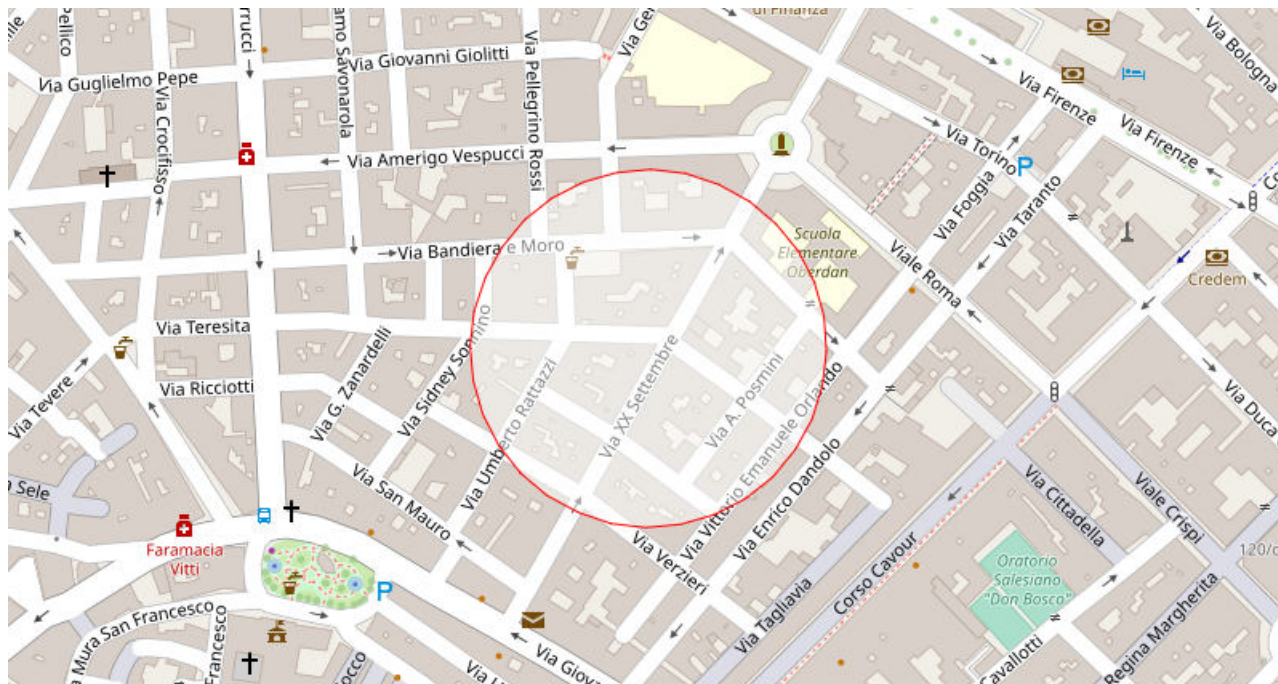 di Finanza
Via Bologna
Via Giovanni Giolitti
Via Guglielmo Pepe
Via Crocifisso
Via Pellegrino Rossi
Via Firenze
Via Firenze
Via Torino
Via Amerigo Vespucci
P
Via Foggia
Via Taranto
Via Bandiera e Moro
Scuola
Elementare
Oberdan
Viale Roma
Credem
Via Teresita
Via Ricciotti
Via G. Zanardelli
Via Sidney Sonnino
Via Umberto Rattazzi
Via XX Settembre
Via A. Posmini
Via Vittorio Emanuele Orlando
Via Enrico Dandolo
Via Tevere
Via Duca
Sele
Via San Mauro
Via Cittadella
Viale Crispi
Faramacia
Vitti
Via Verzieri
Corso Cavour
Via Tagliavia
Oratorio
Salesiano
"Don Bosco"
120/
P
Mura San Francesco
Francesco
Via Giov
Cavallotti
Regina Margherita